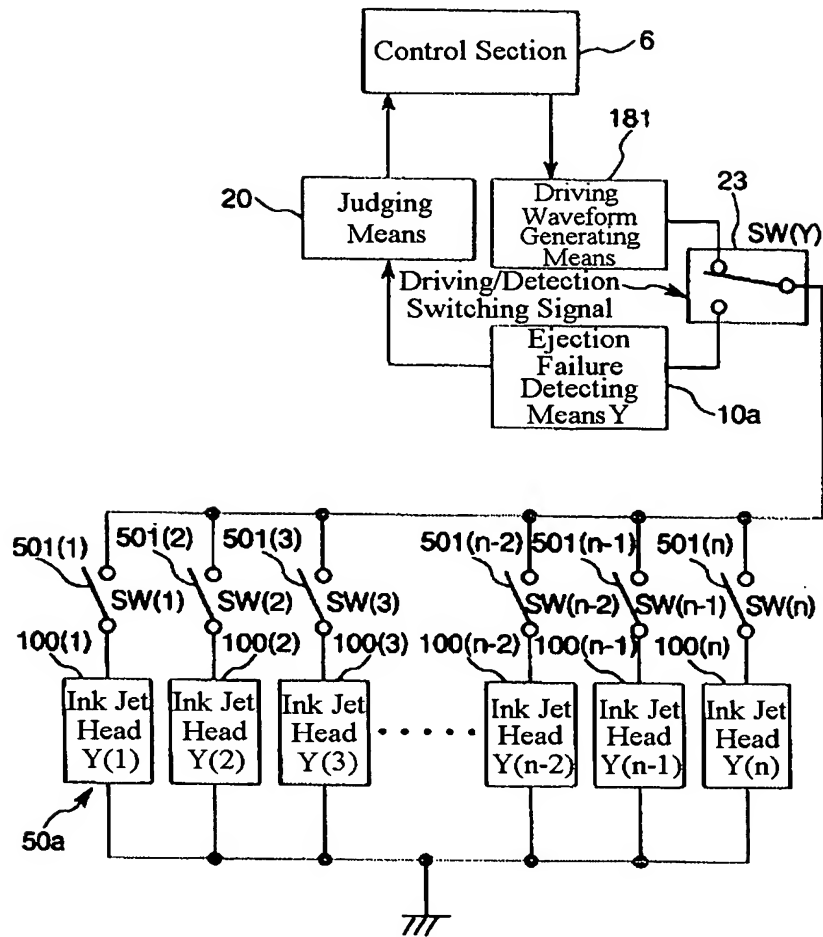 6
Control Section
181
20
Judging
Means
Driving
Waveform
Generating
Means
23
SW(Y)
Driving/Detection
Switching Signal
Ejection
Failure
Detecting
Means Y
10a
501(1) 501(2) 501(3) 501(n-2) 501(n-1) 501(n)
SW(1) SW(2) SW(3) SW(n-2) SW(n-1) SW(n)
100(1) 100(2) 100(3) 100(n-2) 100(n-1) 100(n)
Ink Jet
Head
Y(1)
Ink Jet
Head
Y(2)
Ink Jet
Head
Y(3)
Ink Jet
Head
Y(n-2)
Ink Jet
Head
Y(n-1)
Ink Jet
Head
Y(n)
50a